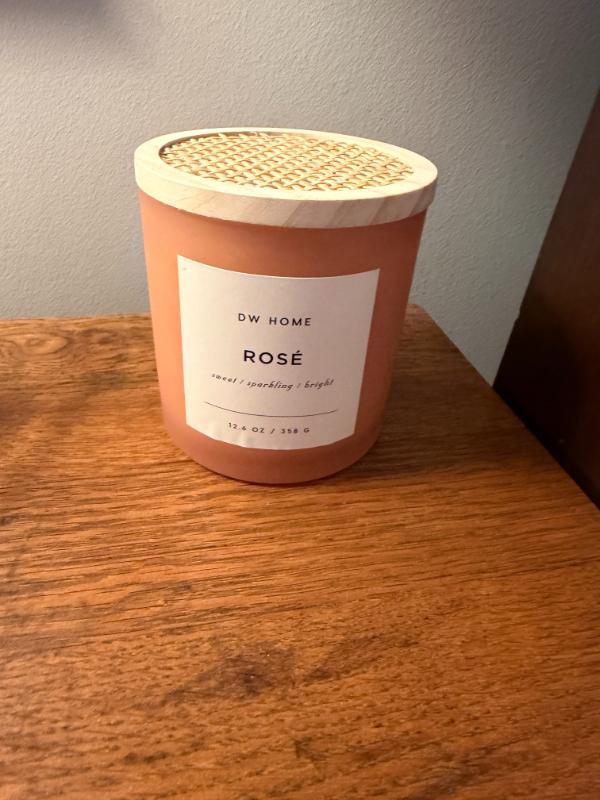 DW HOME
ROSÉ
sweet / sparkling / bright
12.6 OZ / 358 G